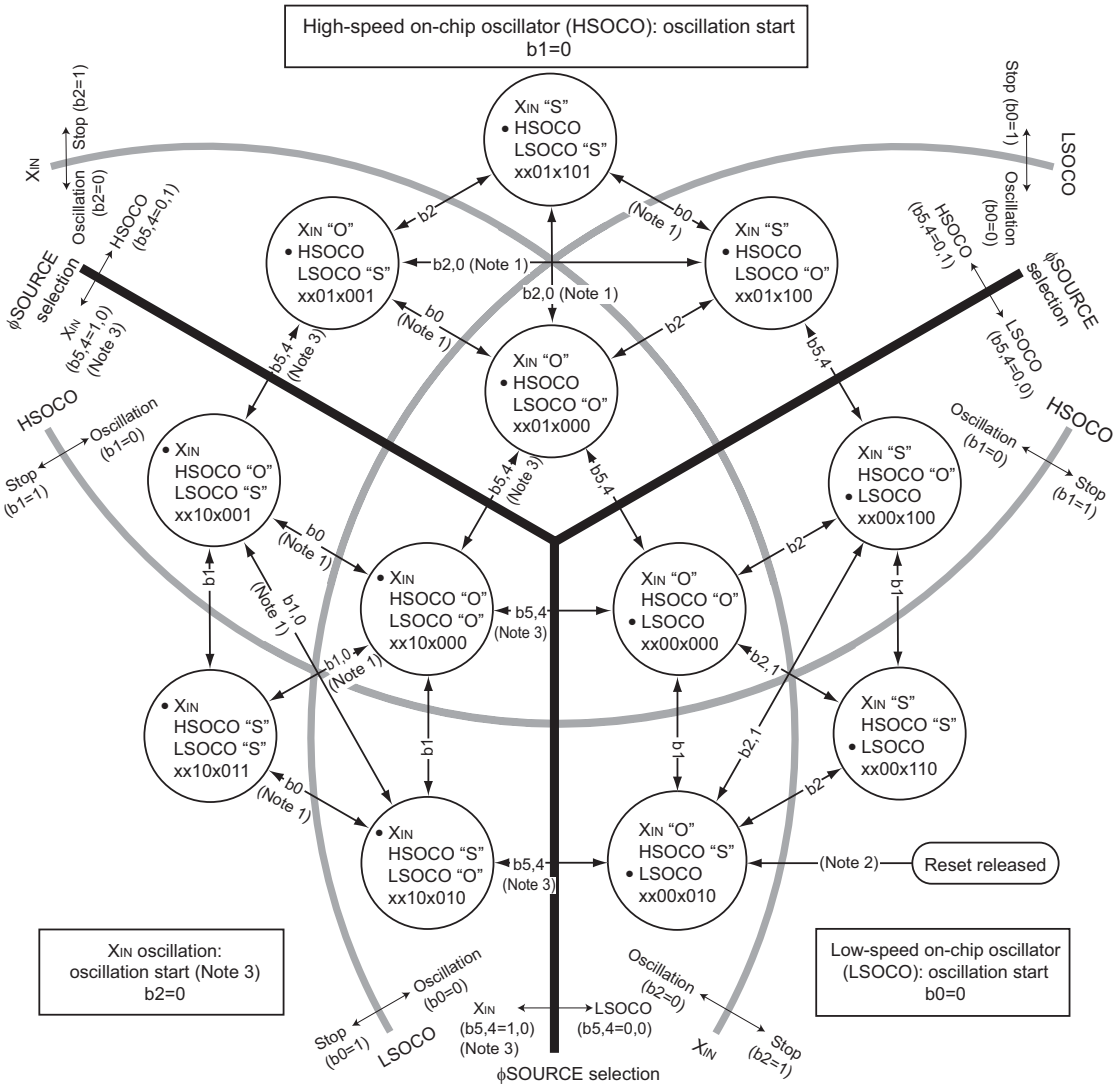 High-speed on-chip oscillator (HSOCO): oscillation start
b1=0
XIN
Stop (b2=1)
Oscillation
(b2=0)
ϕSOURCE
selection
HSOCO
(b5,4=0,1)
XIN
(b5,4=1,0)
(Note 3)
Stop
(b0=1)
Oscillation
(b0=0)
LSOCO
HSOCO
(b5,4=0,1)
LSOCO
(b5,4=0,0)
ϕSOURCE
selection
XIN “S”
• HSOCO
LSOCO “S”
xx01x101
b2
b0
(Note 1)
XIN “O”
• HSOCO
LSOCO “S”
xx01x001
b2,0 (Note 1)
b2,0 (Note 1)
XIN “S”
• HSOCO
LSOCO “O”
xx01x100
b0
(Note 1)
b2
XIN “O”
• HSOCO
LSOCO “O”
xx01x000
b5,4
(Note 3)
b5,4
b5,4
(Note 3)
b5,4
HSOCO
Oscillation
(b1=0)
Stop
(b1=1)
HSOCO
Oscillation
(b1=0)
Stop
(b1=1)
• XIN
HSOCO “O”
LSOCO “S”
xx10x001
XIN “S”
HSOCO “O”
• LSOCO
xx00x100
b0
(Note 1)
b2
b1
b1,0
(Note 1)
• XIN
HSOCO “O”
LSOCO “O”
xx10x000
b5,4
(Note 3)
XIN “O”
HSOCO “O”
• LSOCO
xx00x000
b1
b1,0
(Note 1)
b2,1
• XIN
HSOCO “S”
LSOCO “S”
xx10x011
XIN “S”
HSOCO “S”
• LSOCO
xx00x110
b1
b1
b2,1
b0
(Note 1)
b2
• XIN
HSOCO “S”
LSOCO “O”
xx10x010
b5,4
(Note 3)
XIN “O”
HSOCO “S”
• LSOCO
xx00x010
(Note 2)
Reset released
XIN oscillation:
oscillation start (Note 3)
b2=0
Low-speed on-chip oscillator
(LSOCO): oscillation start
b0=0
Oscillation
(b0=0)
Stop
(b0=1)
LSOCO
XIN
(b5,4=1,0)
(Note 3)
LSOCO
(b5,4=0,0)
ϕSOURCE selection
Oscillation
(b2=0)
Stop
(b2=1)
XIN